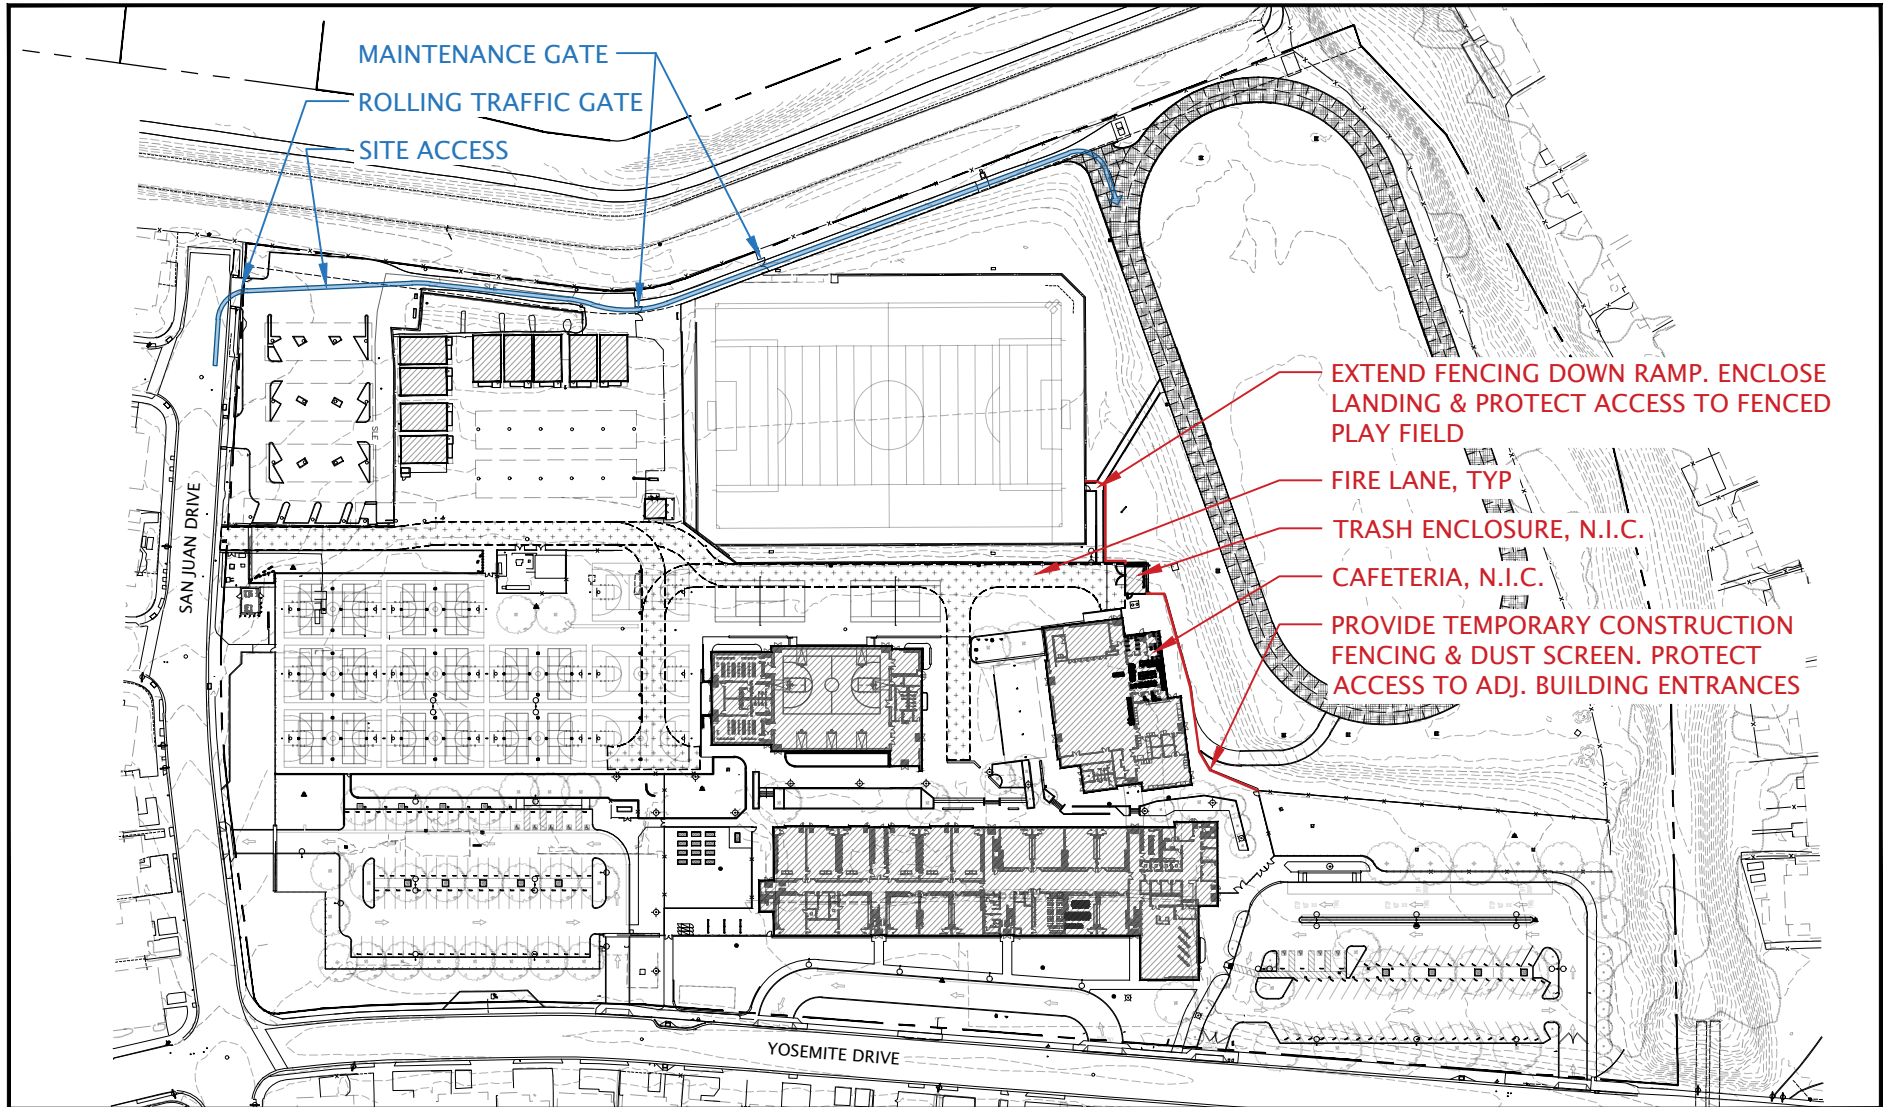 MAINTENANCE GATE
ROLLING TRAFFIC GATE
SITE ACCESS
SLE
SLE
EXTEND FENCING DOWN RAMP. ENCLOSE
LANDING & PROTECT ACCESS TO FENCED
PLAY FIELD
FIRE LANE, TYP
TRASH ENCLOSURE, N.I.C.
CAFETERIA, N.I.C.
PROVIDE TEMPORARY CONSTRUCTION
FENCING & DUST SCREEN. PROTECT
ACCESS TO ADJ. BUILDING ENTRANCES
SAN JUAN DRIVE
YOSEMITE DRIVE